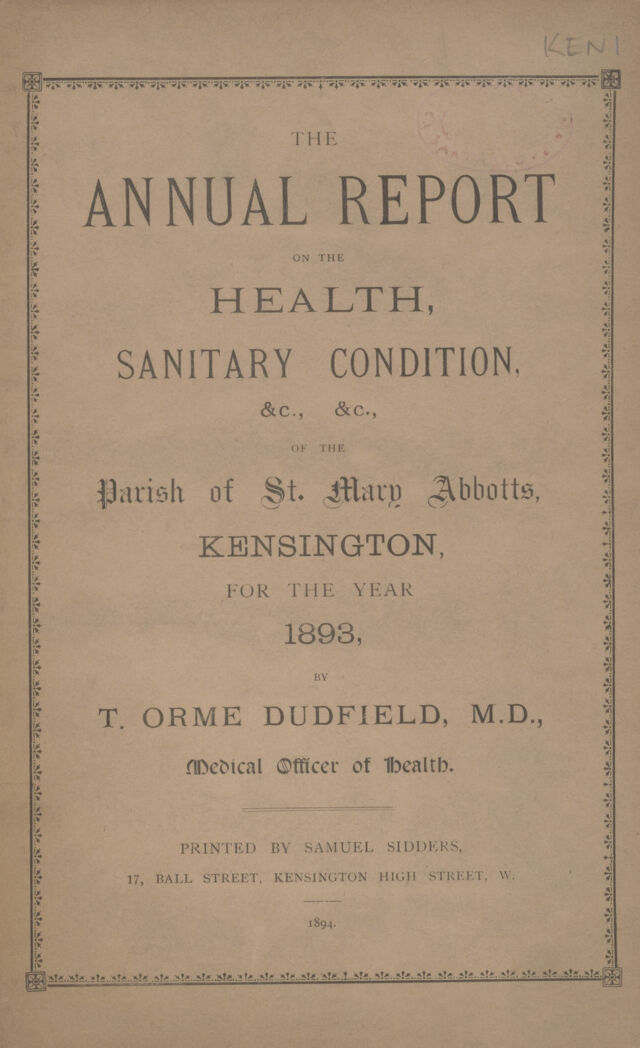 KEN 1
THE
ANNUAL REPORT
ON THE
HEALTH,
SANITARY CONDITION,
&c., &c.,
OF THE
Parish of St. Mary Abbotts,
KENSINGTON,
FOR THE YEAR
1893,
BY
T. ORME DUDFIELD, M.D.,
Medical Officer of Health.
PRINTED BY SAMUEL SIDDERS,
17, BALL STREET, KENSINGTON HIGH STREET, W.
1894.